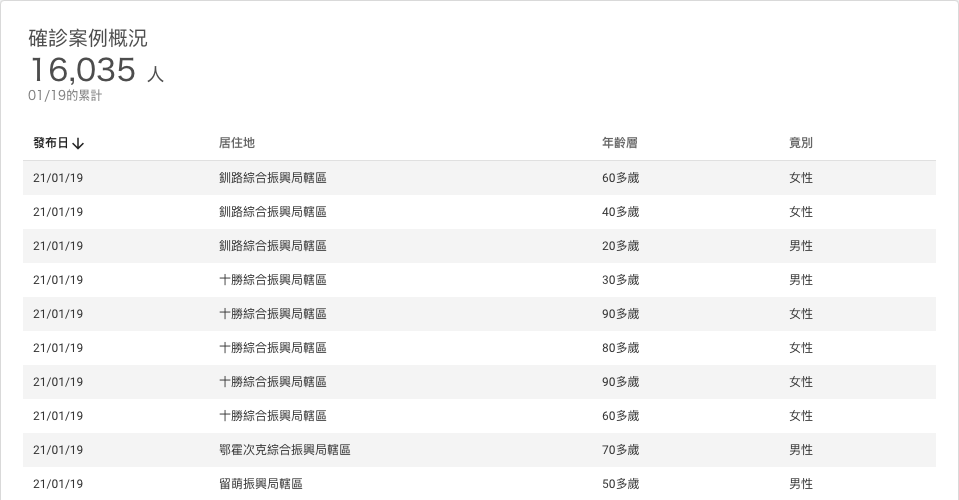 確診案例概況
16,035 人
01/19的累計
發布日↓ 居住地 年齡層 竟別
21/01/19 釧路綜合振興局轄區 60多歲 女性
21/01/19 釧路綜合振興局轄區 40多歲 女性
21/01/19 釧路綜合振興局轄區 20多歲 男性
21/01/19 十勝綜合振興局轄區 30多歲 男性
21/01/19 十勝綜合振興局轄區 90多歲 女性
21/01/19 十勝綜合振興局轄區 80多歲 女性
21/01/19 十勝綜合振興局轄區 90多歲 女性
21/01/19 十勝綜合振興局轄區 60多歲 女性
21/01/19 鄂霍次克綜合振興局轄區 70多歲 男性
21/01/19 留萌振興局轄區 50多歲 男性